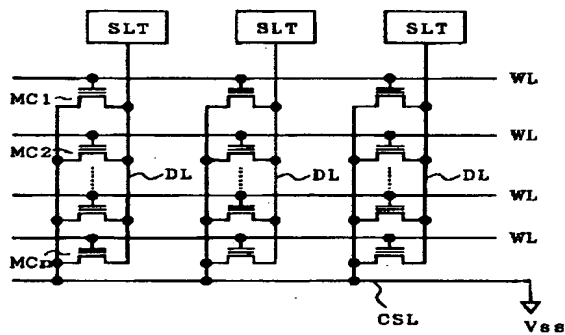 SLT SLT SLT
WL
MC1
WL
MC2
DL DL DL
WL
WL
MCn
CSL
Vss